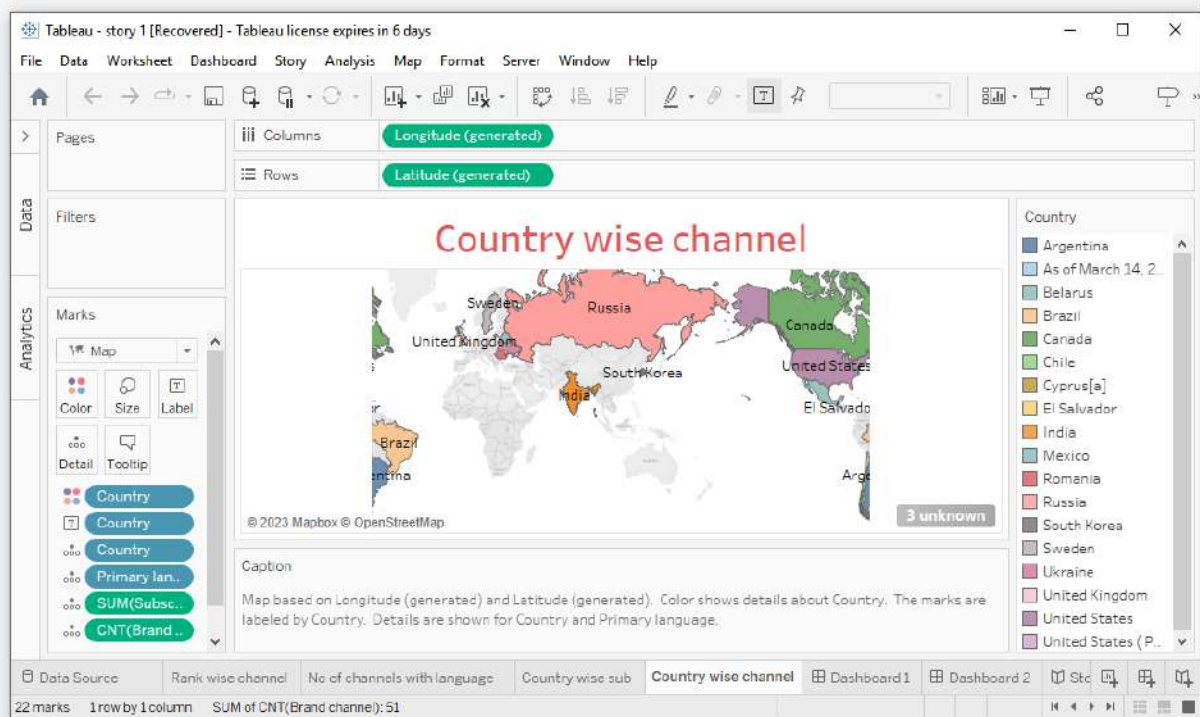 Tableau - story 1 [Recovered] - Tableau license expires in 6 days
File Data Worksheet Dashboard Story Analysis Map Format Server Window Help
Pages
iii Columns
Longitude (generated)
Rows
Latitude (generated)
Data
Analytics
Filters
Marks
Map
Color
Size
Label
Detail
Tooltip
Country
Country
Country
Primary lan..
SUM(Subsc..
CNT(Brand ..
Country wise channel
Sweden
Russia
United Kingdom
South Korea
India
Canada
United States
El Salvado
Brazil
entina
Arge
© 2023 Mapbox © OpenStreetMap
3 unknown
Caption
Map based on Longitude (generated) and Latitude (generated). Color shows details about Country. The marks are
labeled by Country. Details are shown for Country and Primary language.
Country
Argentina
As of March 14, 2..
Belarus
Brazil
Canada
Chile
Cyprus[a]
El Salvador
India
Mexico
Romania
Russia
South Korea
Sweden
Ukraine
United Kingdom
United States
United States (P..
Data Source Rank wise channel No of channels with language Country wise sub Country wise channel Dashboard 1 Dashboard 2 Stc
22 marks 1 row by 1 column SUM of CNT(Brand channel): 51